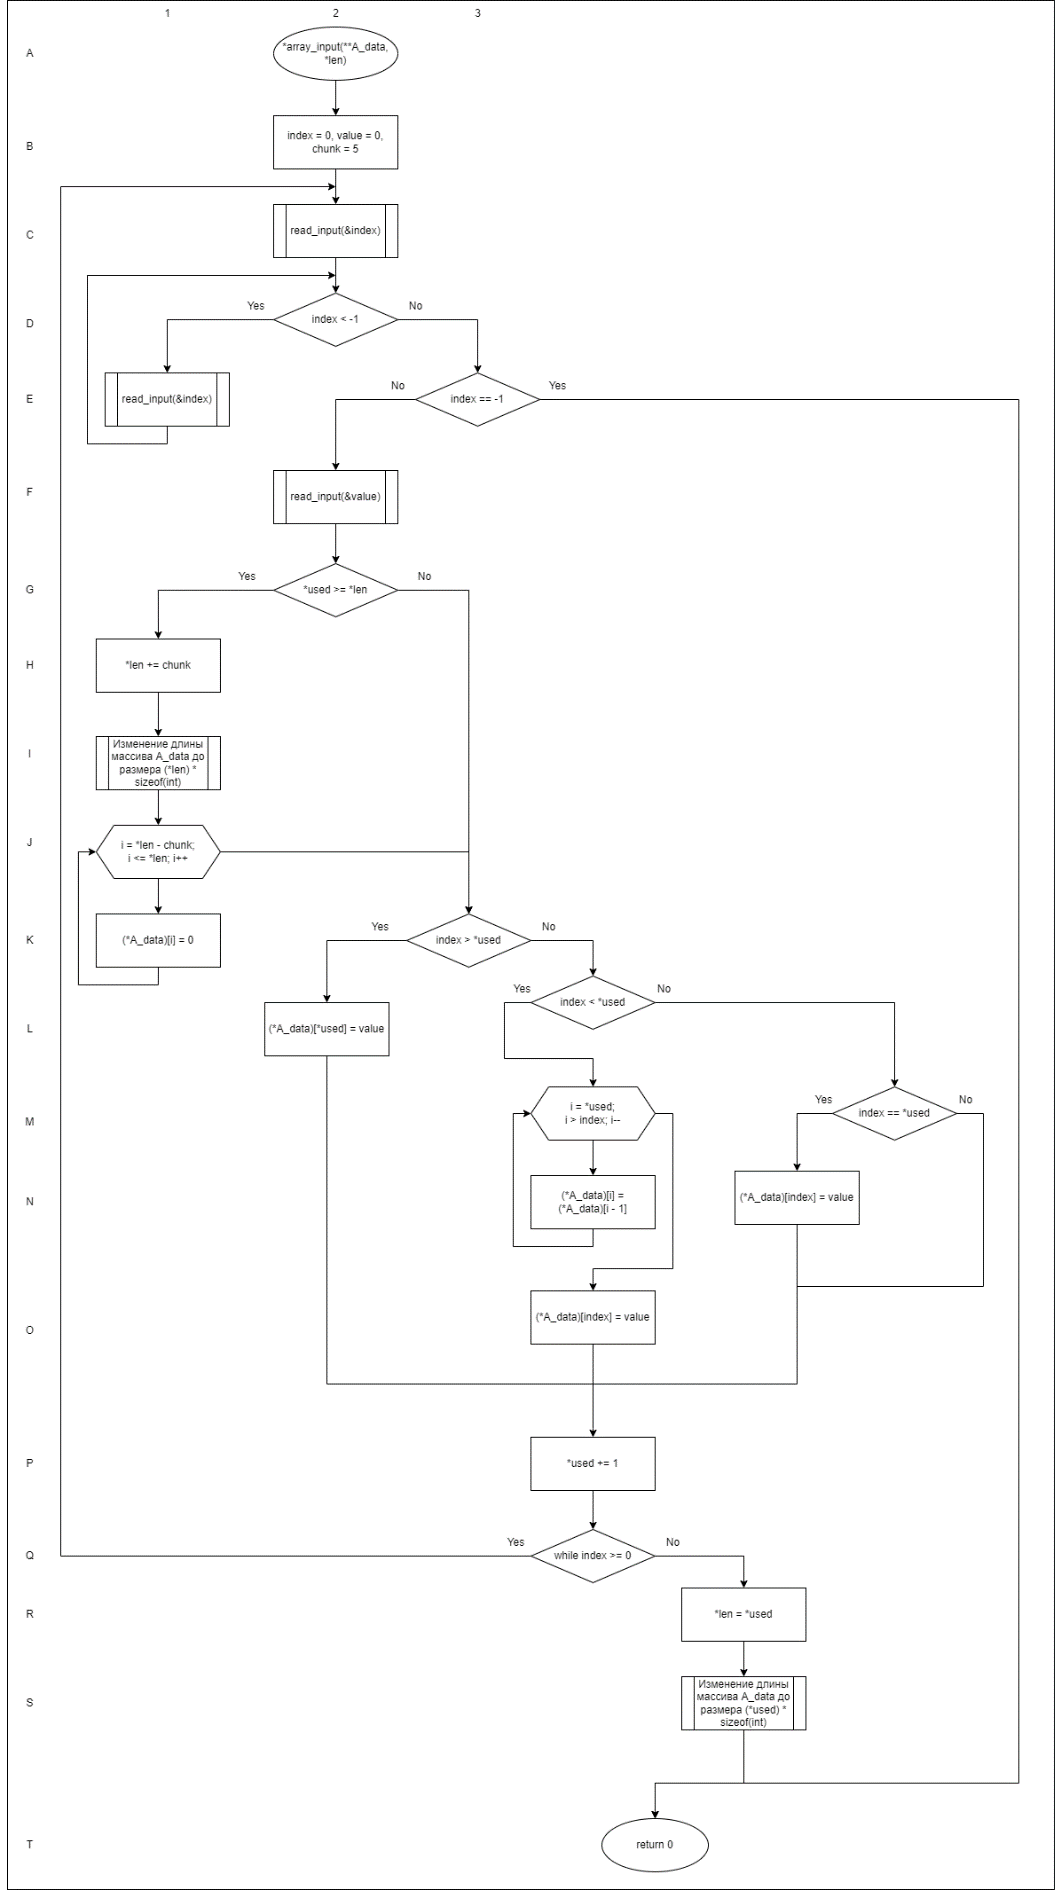 1 2 3
A
*array_input(**A_data,
*len)
B
index = 0, value = 0,
chunk = 5
C
read_input(&index)
D
Yes
index < -1
No
E
read_input(&index)
No
index == -1
Yes
F
read_input(&value)
G
Yes
*used >= *len
No
H
*len += chunk
I
Изменение длины
массива A_data до
размера (*len) *
sizeof(int)
J
i = *len - chunk;
i <= *len; i++
K
(*A_data)[i] = 0
Yes
index > *used
No
L
(*A_data)[*used] = value
Yes
index < *used
No
M
i = *used;
i > index; i--
Yes
index == *used
No
N
(*A_data)[i] =
(*A_data)[i - 1]
(*A_data)[index] = value
O
(*A_data)[index] = value
P
*used += 1
Q
Yes
while index >= 0
No
R
*len = *used
S
Изменение длины
массива A_data до
размера (*used) *
sizeof(int)
T
return 0